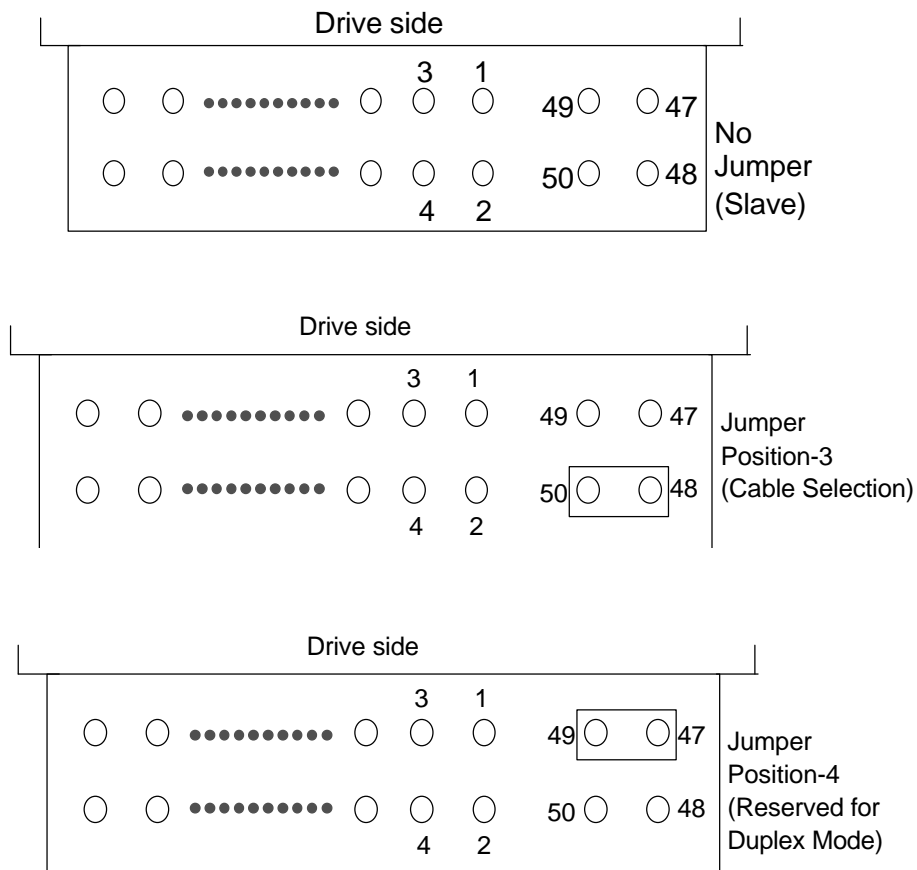 Drive side
3 1
49 47
No
Jumper
(Slave)
50 48
4 2
Drive side
3 1
49 47
Jumper
Position-3
(Cable Selection)
50 48
4 2
Drive side
3 1
49 47
Jumper
Position-4
(Reserved for
Duplex Mode)
50 48
4 2